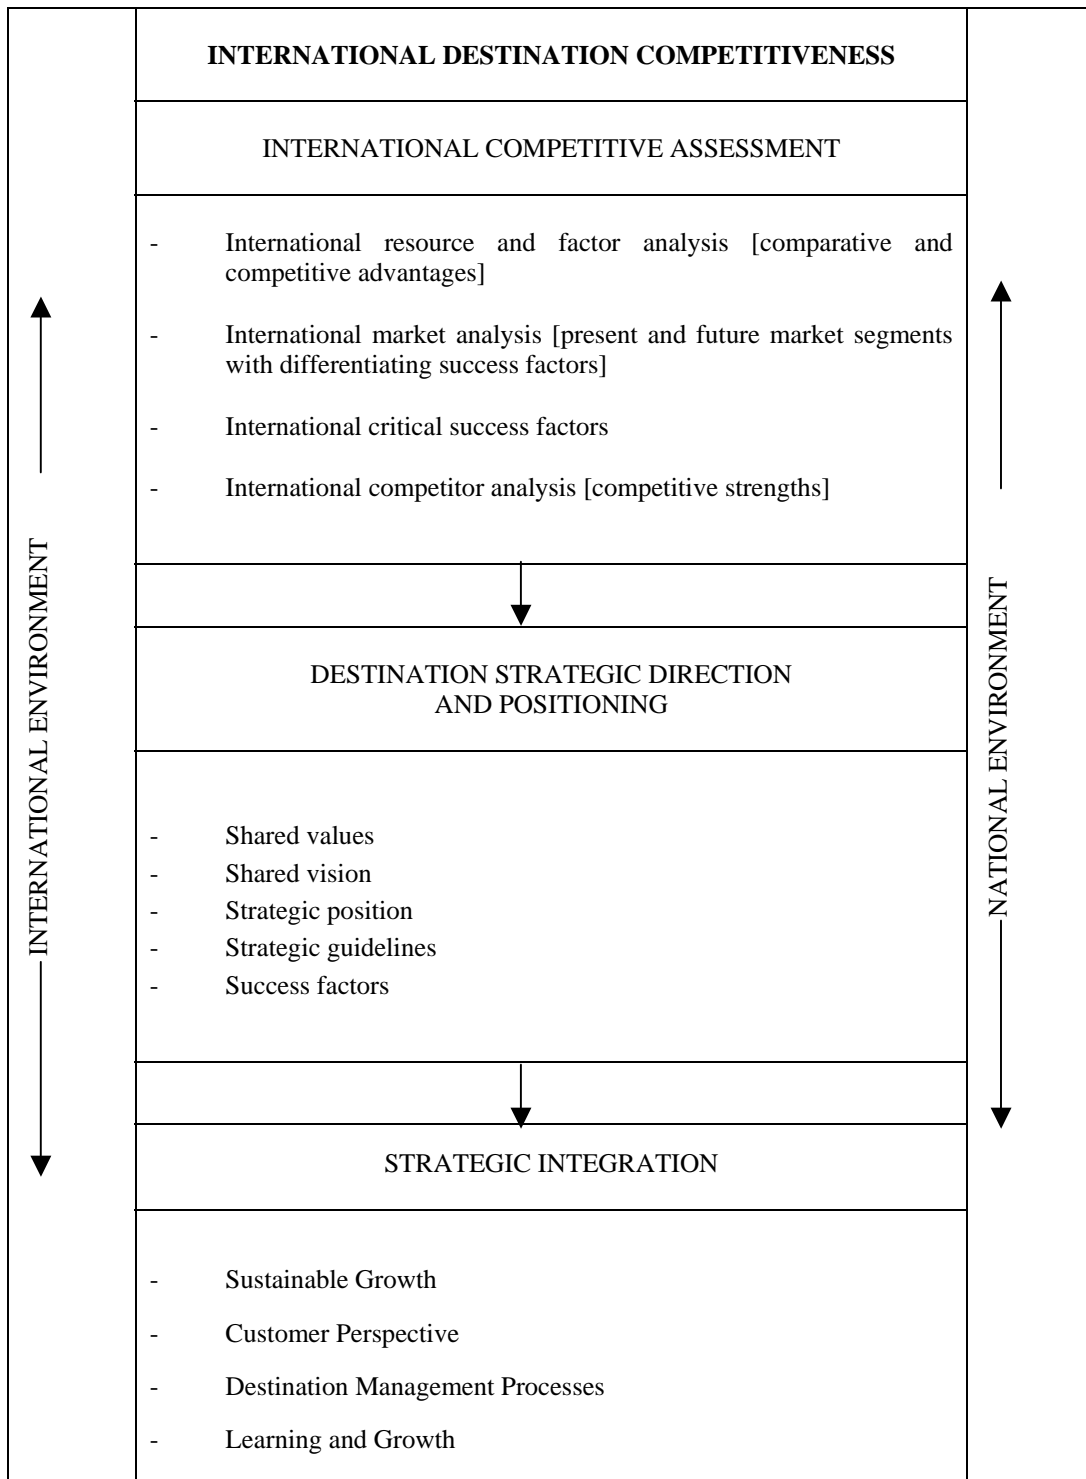 INTERNATIONAL DESTINATION COMPETITIVENESS
INTERNATIONAL COMPETITIVE ASSESSMENT
- International resource and factor analysis [comparative and
competitive advantages]
- International market analysis [present and future market segments
with differentiating success factors]
- International critical success factors
- International competitor analysis [competitive strengths]
INTERNATIONAL ENVIRONMENT
NATIONAL ENVIRONMENT
DESTINATION STRATEGIC DIRECTION
AND POSITIONING
- Shared values
- Shared vision
- Strategic position
- Strategic guidelines
- Success factors
STRATEGIC INTEGRATION
- Sustainable Growth
- Customer Perspective
- Destination Management Processes
- Learning and Growth